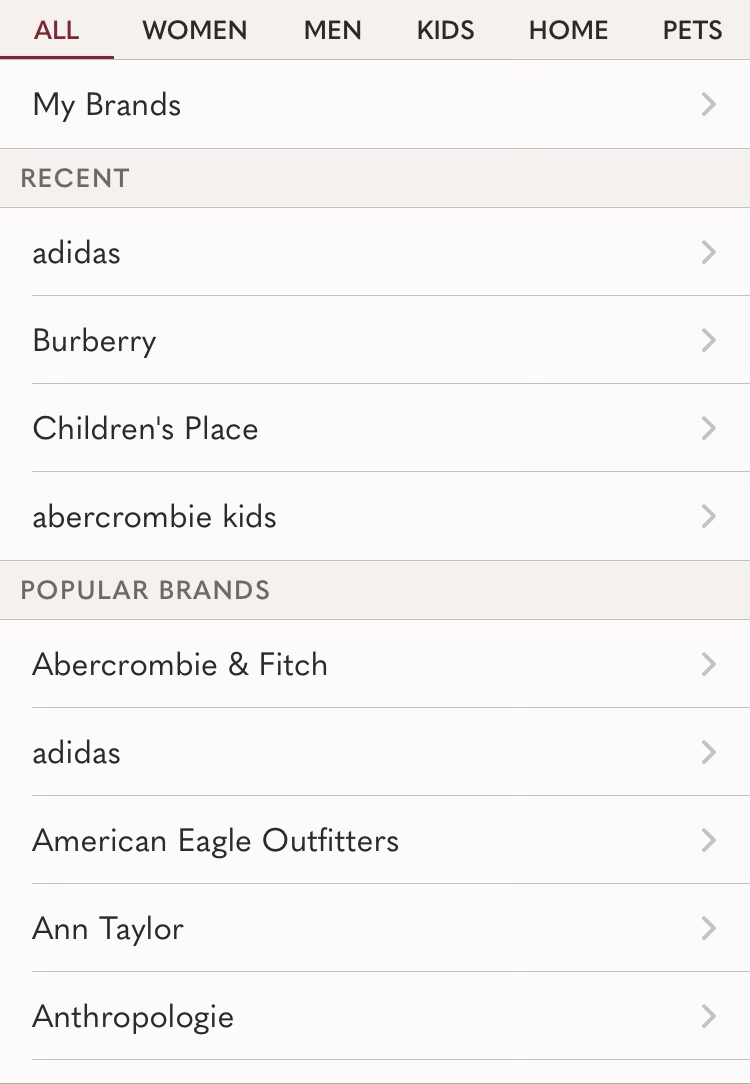 ALL WOMEN MEN KIDS HOME PETS
My Brands
RECENT
adidas
Burberry
Children's Place
abercrombie kids
POPULAR BRANDS
Abercrombie & Fitch
adidas
American Eagle Outfitters
Ann Taylor
Anthropologie